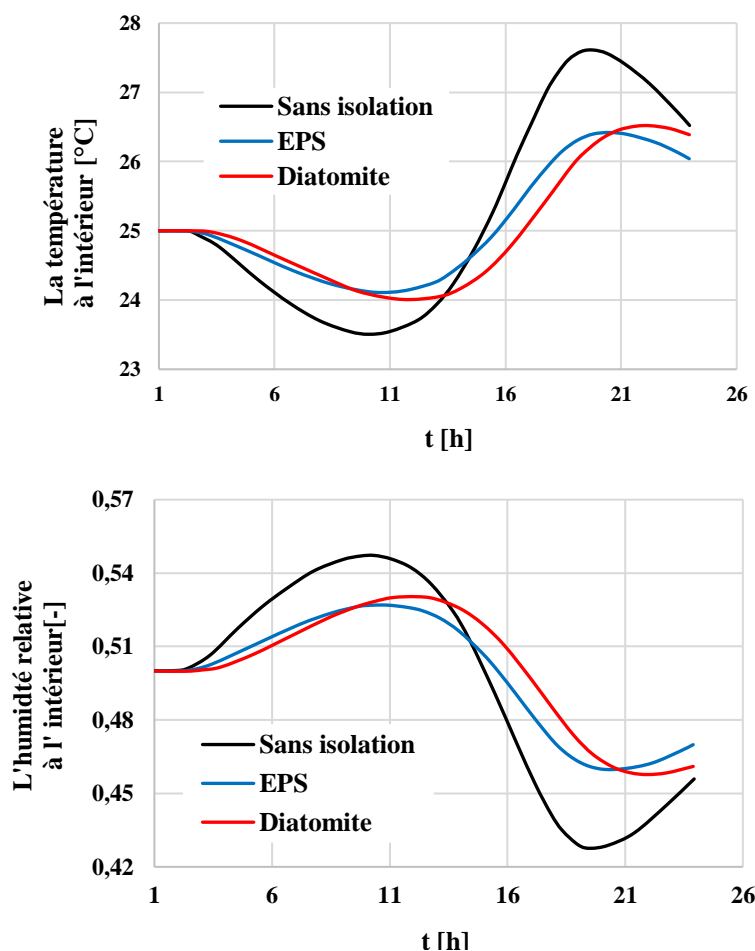 28
27
26
25
24
23
La température
à l'intérieur [°C]
Sans isolation
EPS
Diatomite
1 6 11 16 21 26
t [h]
0,57
0,54
0,51
0,48
0,45
0,42
L'humidté relative
à l' intérieur[-]
Sans isolation
EPS
Diatomite
1 6 11 16 21 26
t [h]